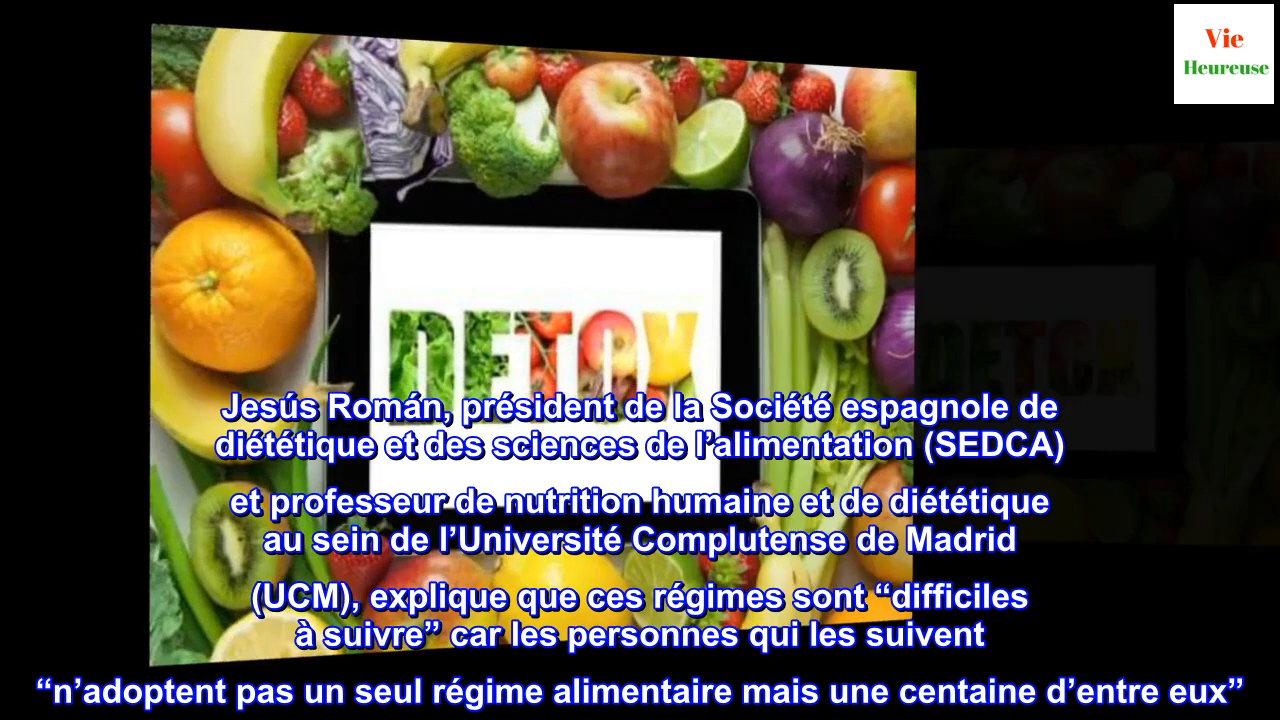 Vie
Heureuse
DETOX
Jesús Román, président de la Société espagnole de
diététique et des sciences de l’alimentation (SEDCA)
et professeur de nutrition humaine et de diététique
au sein de l’Université Complutense de Madrid
(UCM), explique que ces régimes sont “difficiles
à suivre” car les personnes qui les suivent
“n’adoptent pas un seul régime alimentaire mais une centaine d’entre eux”